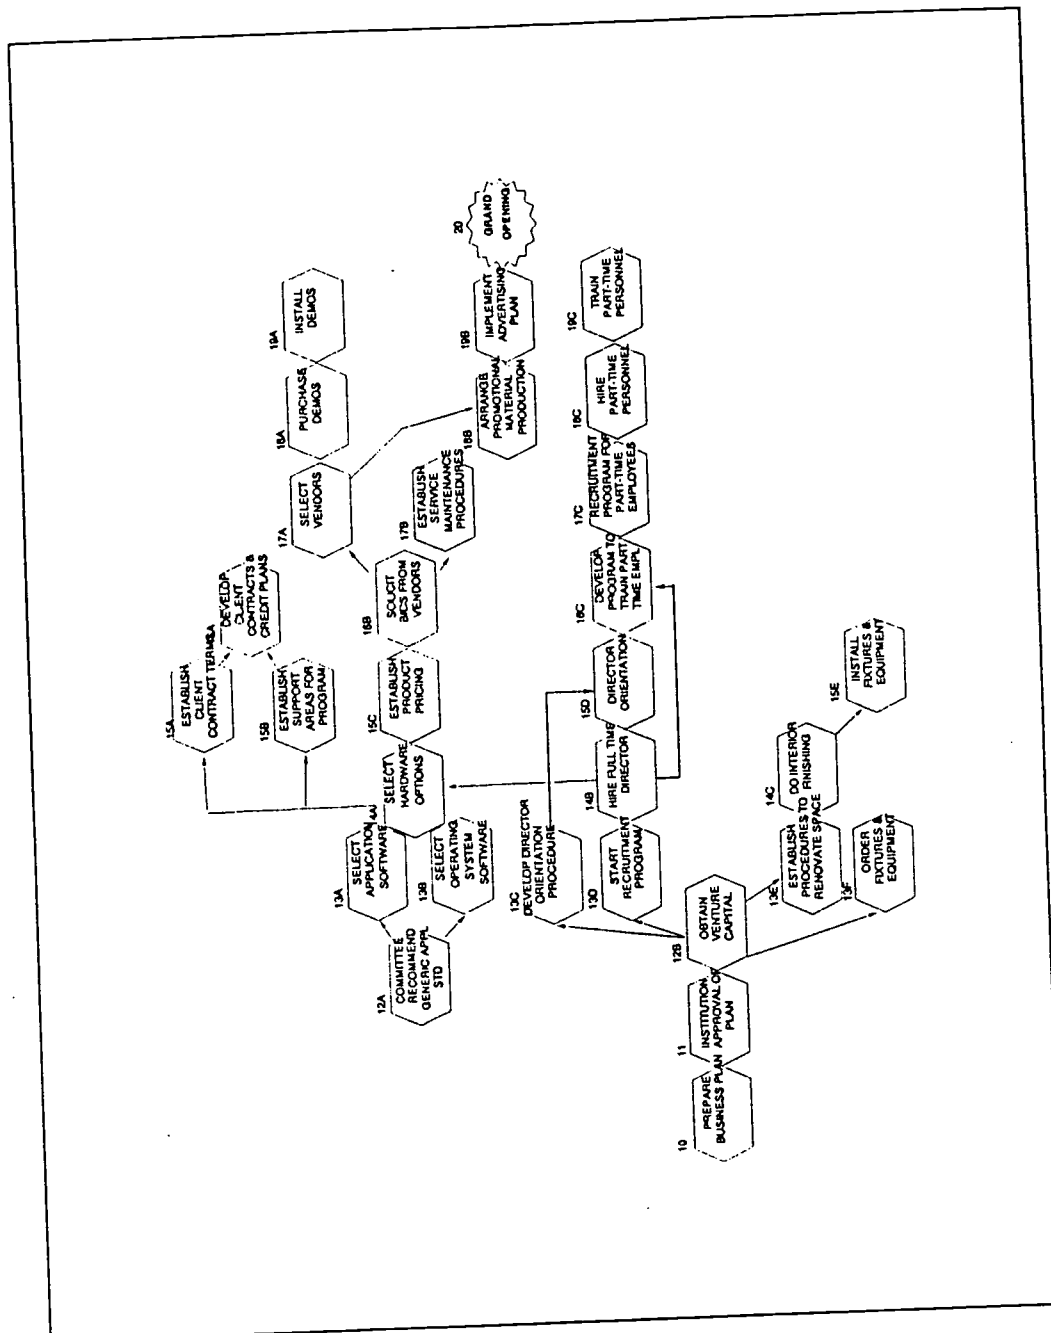 10
PREPARE
BUSINESS PLAN
11
INSTITUTION
APPROVAL OF
PLAN
12A
COMMITTEE
RECOMMEND
GENERIC APPL
STD
12B
OBTAIN
VENTURE
CAPITAL
13A
SELECT
APPLICATION
SOFTWARE
13B
SELECT
OPERATING
SYSTEM
SOFTWARE
13C
DEVELOP DIRECTOR
ORIENTATION
PROCEDURE
13D
START
RECRUITMENT
PROGRAM
13E
ESTABLISH
PROCEDURES TO
RENOVATE SPACE
13F
ORDER
FIXTURES &
EQUIPMENT
4A
SELECT
HARDWARE
OPTIONS
14B
HIRE FULL TIME
DIRECTOR
14C
DO INTERIOR
FINISHING
15A
ESTABLISH
CLIENT
CONTRACT TERMS
15B
ESTABLISH
SUPPORT
AREAS FOR
PROGRAM
15C
ESTABLISH
PRODUCT
PRICING
15D
DIRECTOR
ORIENTATION
15E
INSTALL
FIXTURES &
EQUIPMENT
DEVELOP
CLIENT
CONTRACTS &
CREDIT PLANS
16B
SOLICIT
BICS FROM
VENDORS
16C
DEVELOP
PROGRAM TO
TRAIN PART
TIME EMPL
17A
SELECT
VENDORS
17B
ESTABLISH
SERVICE
MAINTENANCE
PROCEDURES
17C
RECRUITMENT
PROGRAM FOR
PART-TIME
EMPLOYEES
18A
PURCHASE
DEMOS
18B
ARRANGE
PROMOTIONAL
MATERIAL
PRODUCTION
18C
HIRE
PART-TIME
PERSONNEL
19A
INSTALL
DEMOS
19B
IMPLEMENT
ADVERTISING
PLAN
19C
TRAIN
PART-TIME
PERSONNEL
20
GRAND
OPENING